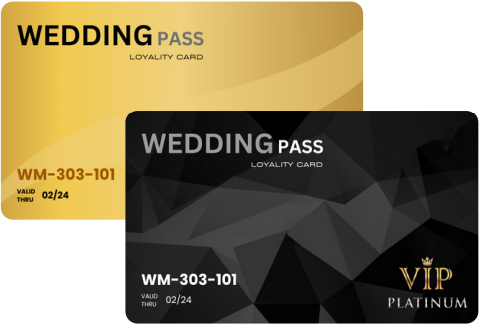 WEDDING PASS
LOYALITY CARD
WM-303-101
VALID
THRU 02/24
WEDDING PASS
LOYALITY CARD
WM-303-101
VALID
THRU 02/24
VIP
PLATINUM